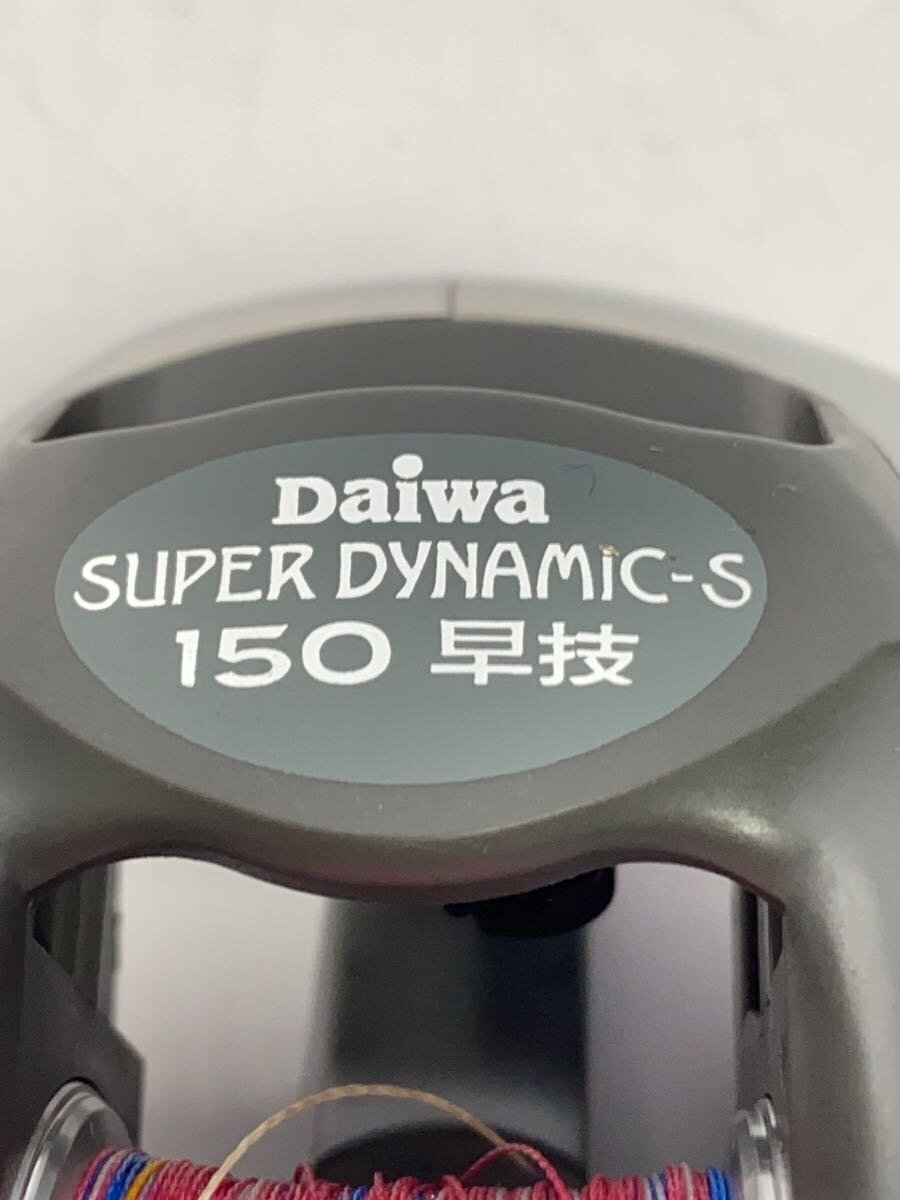 Daiwa
SUPER DYNAMiC-S
150 早技